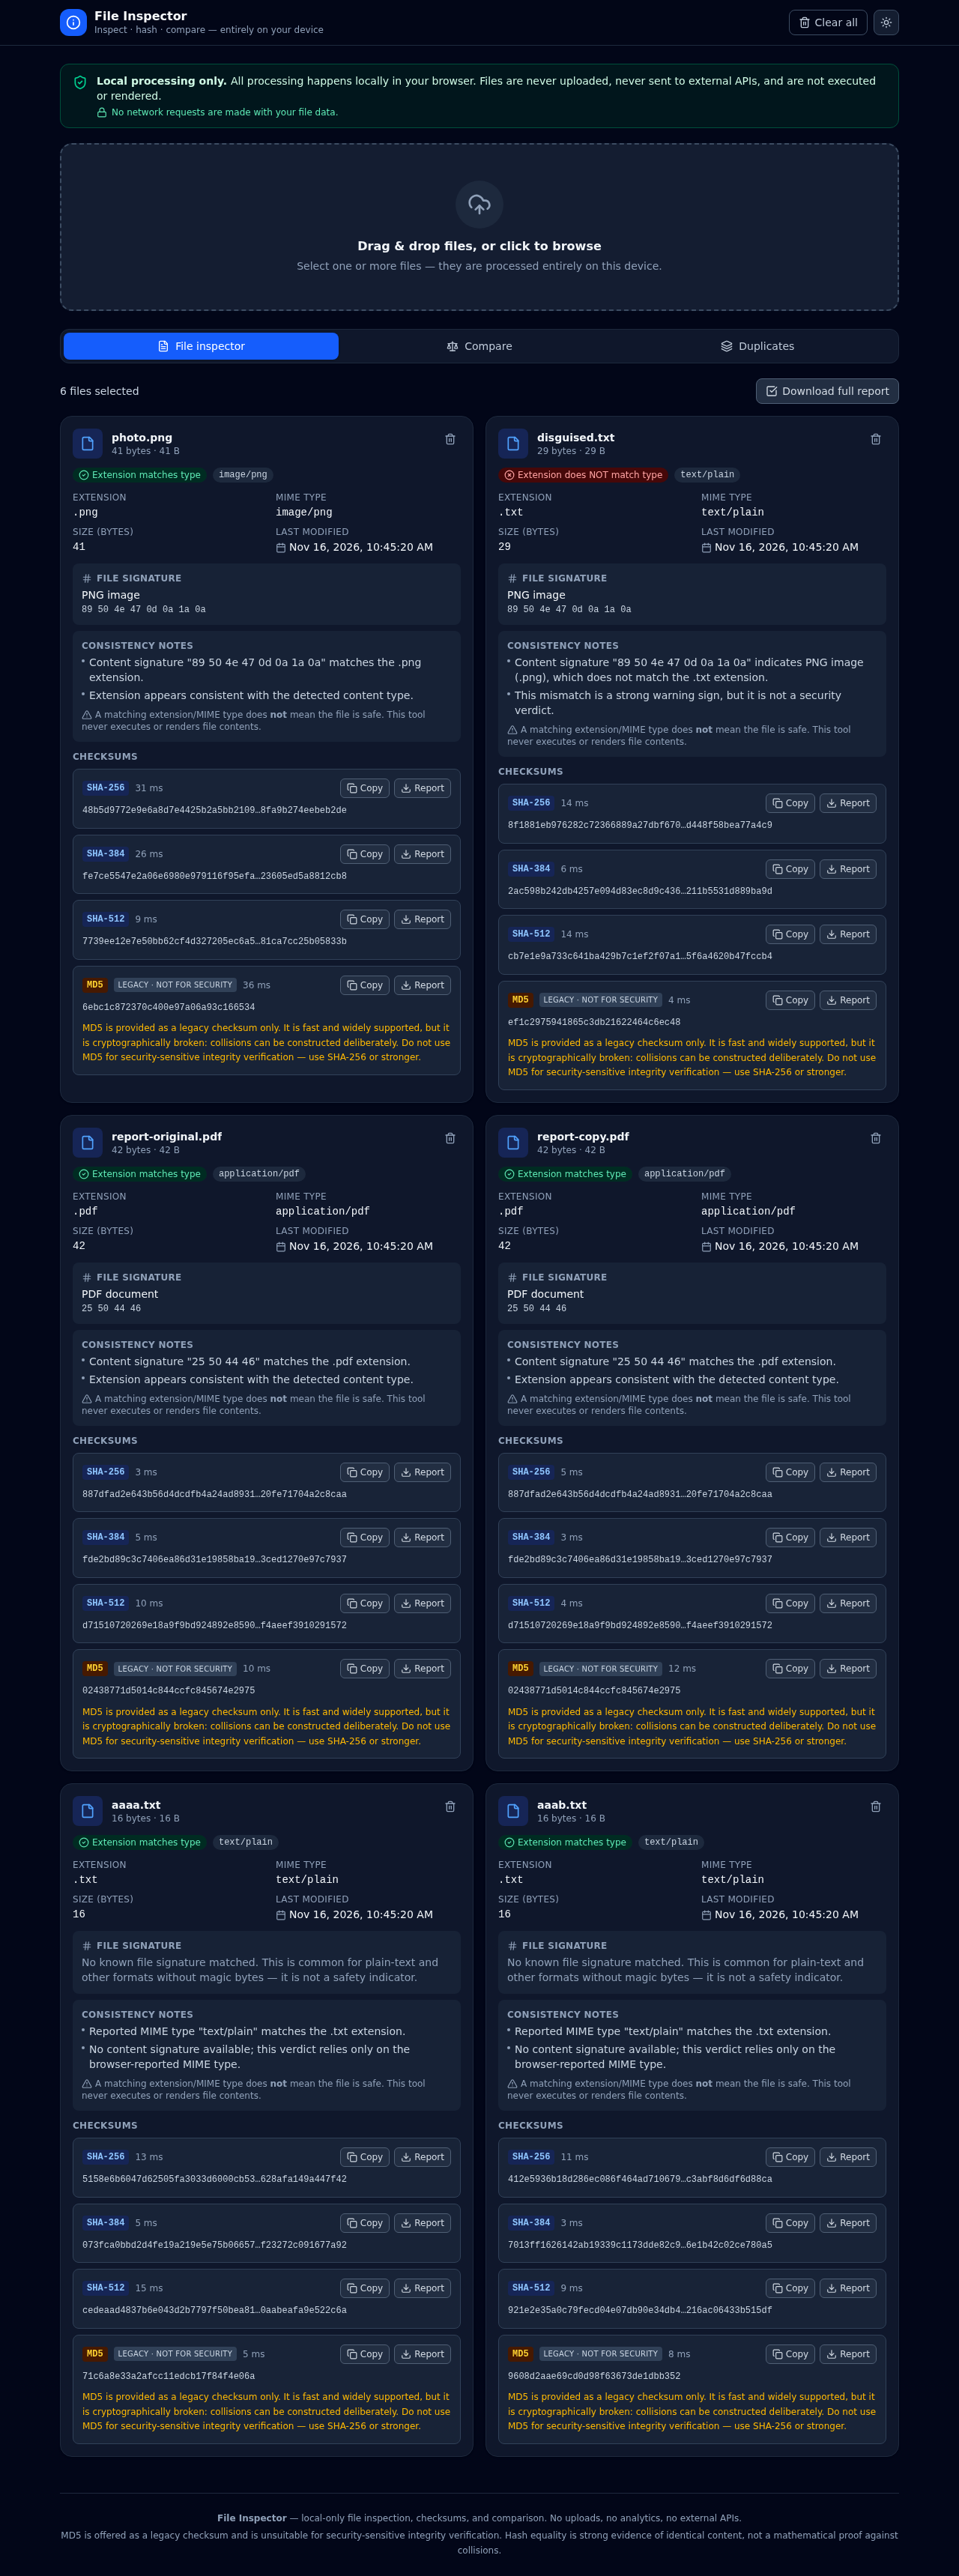 File Inspector
Inspect · hash · compare — entirely on your device
Clear all
Local processing only. All processing happens locally in your browser. Files are never uploaded, never sent to external APIs, and are not executed
or rendered.
No network requests are made with your file data.
Drag & drop files, or click to browse
Select one or more files — they are processed entirely on this device.
File inspector
Compare
Duplicates
6 files selected
Download full report
photo.png
41 bytes · 41 B
Extension matches type
image/png
EXTENSION
.png
MIME TYPE
image/png
SIZE (BYTES)
41
LAST MODIFIED
Nov 16, 2026, 10:45:20 AM
# FILE SIGNATURE
PNG image
89 50 4e 47 0d 0a 1a 0a
CONSISTENCY NOTES
• Content signature "89 50 4e 47 0d 0a 1a 0a" matches the .png
extension.
• Extension appears consistent with the detected content type.
A matching extension/MIME type does not mean the file is safe. This tool
never executes or renders file contents.
CHECKSUMS
SHA-256 31 ms Copy Report
48b5d9772e9e6a8d7e4425b2a5bb2109…8fa9b274eebeb2de
SHA-384 26 ms Copy Report
fe7ce5547e2a06e6980e979116f95efa…23605ed5a8812cb8
SHA-512 9 ms Copy Report
7739ee12e7e50bb62cf4d327205ec6a5…81ca7cc25b05833b
MD5 LEGACY · NOT FOR SECURITY 36 ms Copy Report
6ebc1c872370c400e97a06a93c166534
MD5 is provided as a legacy checksum only. It is fast and widely supported, but it
is cryptographically broken: collisions can be constructed deliberately. Do not use
MD5 for security-sensitive integrity verification — use SHA-256 or stronger.
disguised.txt
29 bytes · 29 B
Extension does NOT match type
text/plain
EXTENSION
.txt
MIME TYPE
text/plain
SIZE (BYTES)
29
LAST MODIFIED
Nov 16, 2026, 10:45:20 AM
# FILE SIGNATURE
PNG image
89 50 4e 47 0d 0a 1a 0a
CONSISTENCY NOTES
• Content signature "89 50 4e 47 0d 0a 1a 0a" indicates PNG image
(.png), which does not match the .txt extension.
• This mismatch is a strong warning sign, but it is not a security
verdict.
A matching extension/MIME type does not mean the file is safe. This tool
never executes or renders file contents.
CHECKSUMS
SHA-256 14 ms Copy Report
8f1881eb976282c72366889a27dbf670…d448f58bea77a4c9
SHA-384 6 ms Copy Report
2ac598b242db4257e094d83ec8d9c436…211b5531d889ba9d
SHA-512 14 ms Copy Report
cb7e1e9a733c641ba429b7c1ef2f07a1…5f6a4620b47fccb4
MD5 LEGACY · NOT FOR SECURITY 4 ms Copy Report
ef1c2975941865c3db21622464c6ec48
MD5 is provided as a legacy checksum only. It is fast and widely supported, but it
is cryptographically broken: collisions can be constructed deliberately. Do not use
MD5 for security-sensitive integrity verification — use SHA-256 or stronger.
report-original.pdf
42 bytes · 42 B
Extension matches type
application/pdf
EXTENSION
.pdf
MIME TYPE
application/pdf
SIZE (BYTES)
42
LAST MODIFIED
Nov 16, 2026, 10:45:20 AM
# FILE SIGNATURE
PDF document
25 50 44 46
CONSISTENCY NOTES
• Content signature "25 50 44 46" matches the .pdf extension.
• Extension appears consistent with the detected content type.
A matching extension/MIME type does not mean the file is safe. This tool
never executes or renders file contents.
CHECKSUMS
SHA-256 3 ms Copy Report
887dfad2e643b56d4dcdfb4a24ad8931…20fe71704a2c8caa
SHA-384 5 ms Copy Report
fde2bd89c3c7406ea86d31e19858ba19…3ced1270e97c7937
SHA-512 10 ms Copy Report
d71510720269e18a9f9bd924892e8590…f4aeef3910291572
MD5 LEGACY · NOT FOR SECURITY 10 ms Copy Report
02438771d5014c844ccfc845674e2975
MD5 is provided as a legacy checksum only. It is fast and widely supported, but it
is cryptographically broken: collisions can be constructed deliberately. Do not use
MD5 for security-sensitive integrity verification — use SHA-256 or stronger.
report-copy.pdf
42 bytes · 42 B
Extension matches type
application/pdf
EXTENSION
.pdf
MIME TYPE
application/pdf
SIZE (BYTES)
42
LAST MODIFIED
Nov 16, 2026, 10:45:20 AM
# FILE SIGNATURE
PDF document
25 50 44 46
CONSISTENCY NOTES
• Content signature "25 50 44 46" matches the .pdf extension.
• Extension appears consistent with the detected content type.
A matching extension/MIME type does not mean the file is safe. This tool
never executes or renders file contents.
CHECKSUMS
SHA-256 5 ms Copy Report
887dfad2e643b56d4dcdfb4a24ad8931…20fe71704a2c8caa
SHA-384 3 ms Copy Report
fde2bd89c3c7406ea86d31e19858ba19…3ced1270e97c7937
SHA-512 4 ms Copy Report
d71510720269e18a9f9bd924892e8590…f4aeef3910291572
MD5 LEGACY · NOT FOR SECURITY 12 ms Copy Report
02438771d5014c844ccfc845674e2975
MD5 is provided as a legacy checksum only. It is fast and widely supported, but it
is cryptographically broken: collisions can be constructed deliberately. Do not use
MD5 for security-sensitive integrity verification — use SHA-256 or stronger.
aaaa.txt
16 bytes · 16 B
Extension matches type
text/plain
EXTENSION
.txt
MIME TYPE
text/plain
SIZE (BYTES)
16
LAST MODIFIED
Nov 16, 2026, 10:45:20 AM
# FILE SIGNATURE
No known file signature matched. This is common for plain-text and
other formats without magic bytes — it is not a safety indicator.
CONSISTENCY NOTES
• Reported MIME type "text/plain" matches the .txt extension.
• No content signature available; this verdict relies only on the
browser-reported MIME type.
A matching extension/MIME type does not mean the file is safe. This tool
never executes or renders file contents.
CHECKSUMS
SHA-256 13 ms Copy Report
5158e6b6047d62505fa3033d6000cb53…628afa149a447f42
SHA-384 5 ms Copy Report
073fca0bbd2d4fe19a219e5e75b06657…f23272c091677a92
SHA-512 15 ms Copy Report
cedeaad4837b6e043d2b7797f50bea81…0aabeafa9e522c6a
MD5 LEGACY · NOT FOR SECURITY 5 ms Copy Report
71c6a8e33a2afcc11edcb17f84f4e06a
MD5 is provided as a legacy checksum only. It is fast and widely supported, but it
is cryptographically broken: collisions can be constructed deliberately. Do not use
MD5 for security-sensitive integrity verification — use SHA-256 or stronger.
aaab.txt
16 bytes · 16 B
Extension matches type
text/plain
EXTENSION
.txt
MIME TYPE
text/plain
SIZE (BYTES)
16
LAST MODIFIED
Nov 16, 2026, 10:45:20 AM
# FILE SIGNATURE
No known file signature matched. This is common for plain-text and
other formats without magic bytes — it is not a safety indicator.
CONSISTENCY NOTES
• Reported MIME type "text/plain" matches the .txt extension.
• No content signature available; this verdict relies only on the
browser-reported MIME type.
A matching extension/MIME type does not mean the file is safe. This tool
never executes or renders file contents.
CHECKSUMS
SHA-256 11 ms Copy Report
412e5936b18d286ec086f464ad710679…c3abf8d6df6d88ca
SHA-384 3 ms Copy Report
7013ff1626142ab19339c1173dde82c9…6e1b42c02ce780a5
SHA-512 9 ms Copy Report
921e2e35a0c79fecd04e07db90e34db4…216ac06433b515df
MD5 LEGACY · NOT FOR SECURITY 8 ms Copy Report
9608d2aae69cd0d98f63673de1dbb352
MD5 is provided as a legacy checksum only. It is fast and widely supported, but it
is cryptographically broken: collisions can be constructed deliberately. Do not use
MD5 for security-sensitive integrity verification — use SHA-256 or stronger.
File Inspector — local-only file inspection, checksums, and comparison. No uploads, no analytics, no external APIs.
MD5 is offered as a legacy checksum and is unsuitable for security-sensitive integrity verification. Hash equality is strong evidence of identical content, not a mathematical proof against
collisions.